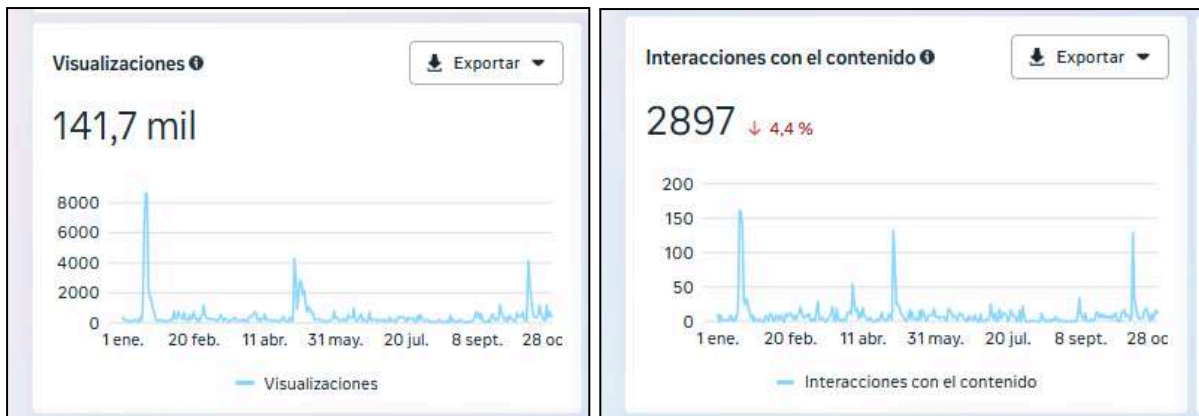 Visualizaciones
Exportar
141,7 mil
8000
6000
4000
2000
0
1 ene. 20 feb. 11 abr. 31 may. 20 jul. 8 sept. 28 oc
Visualizaciones
Interacciones con el contenido
Exportar
2897 ↓ 4,4 %
200
150
100
50
0
1 ene. 20 feb. 11 abr. 31 may. 20 jul. 8 sept. 28 oc
Interacciones con el contenido